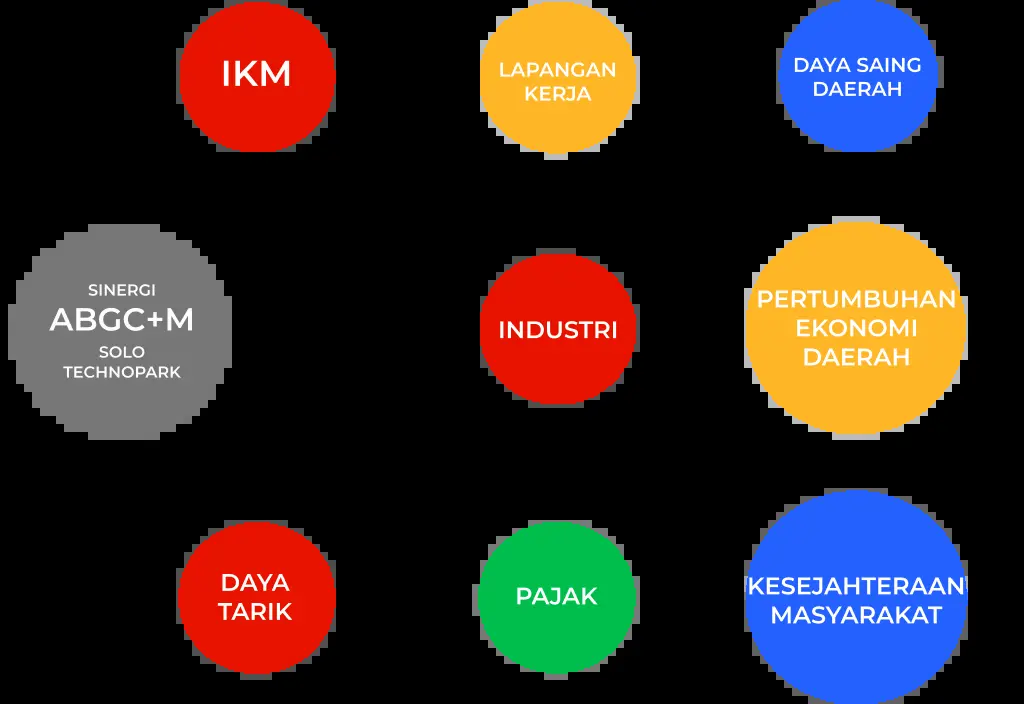 IKM
LAPANGAN
KERJA
DAYA SAING
DAERAH
SINERGI
ABGC+M
SOLO
TECHNOPARK
INDUSTRI
PERTUMBUHAN
EKONOMI
DAERAH
DAYA
TARIK
PAJAK
KESEJAHTERAAN
MASYARAKAT